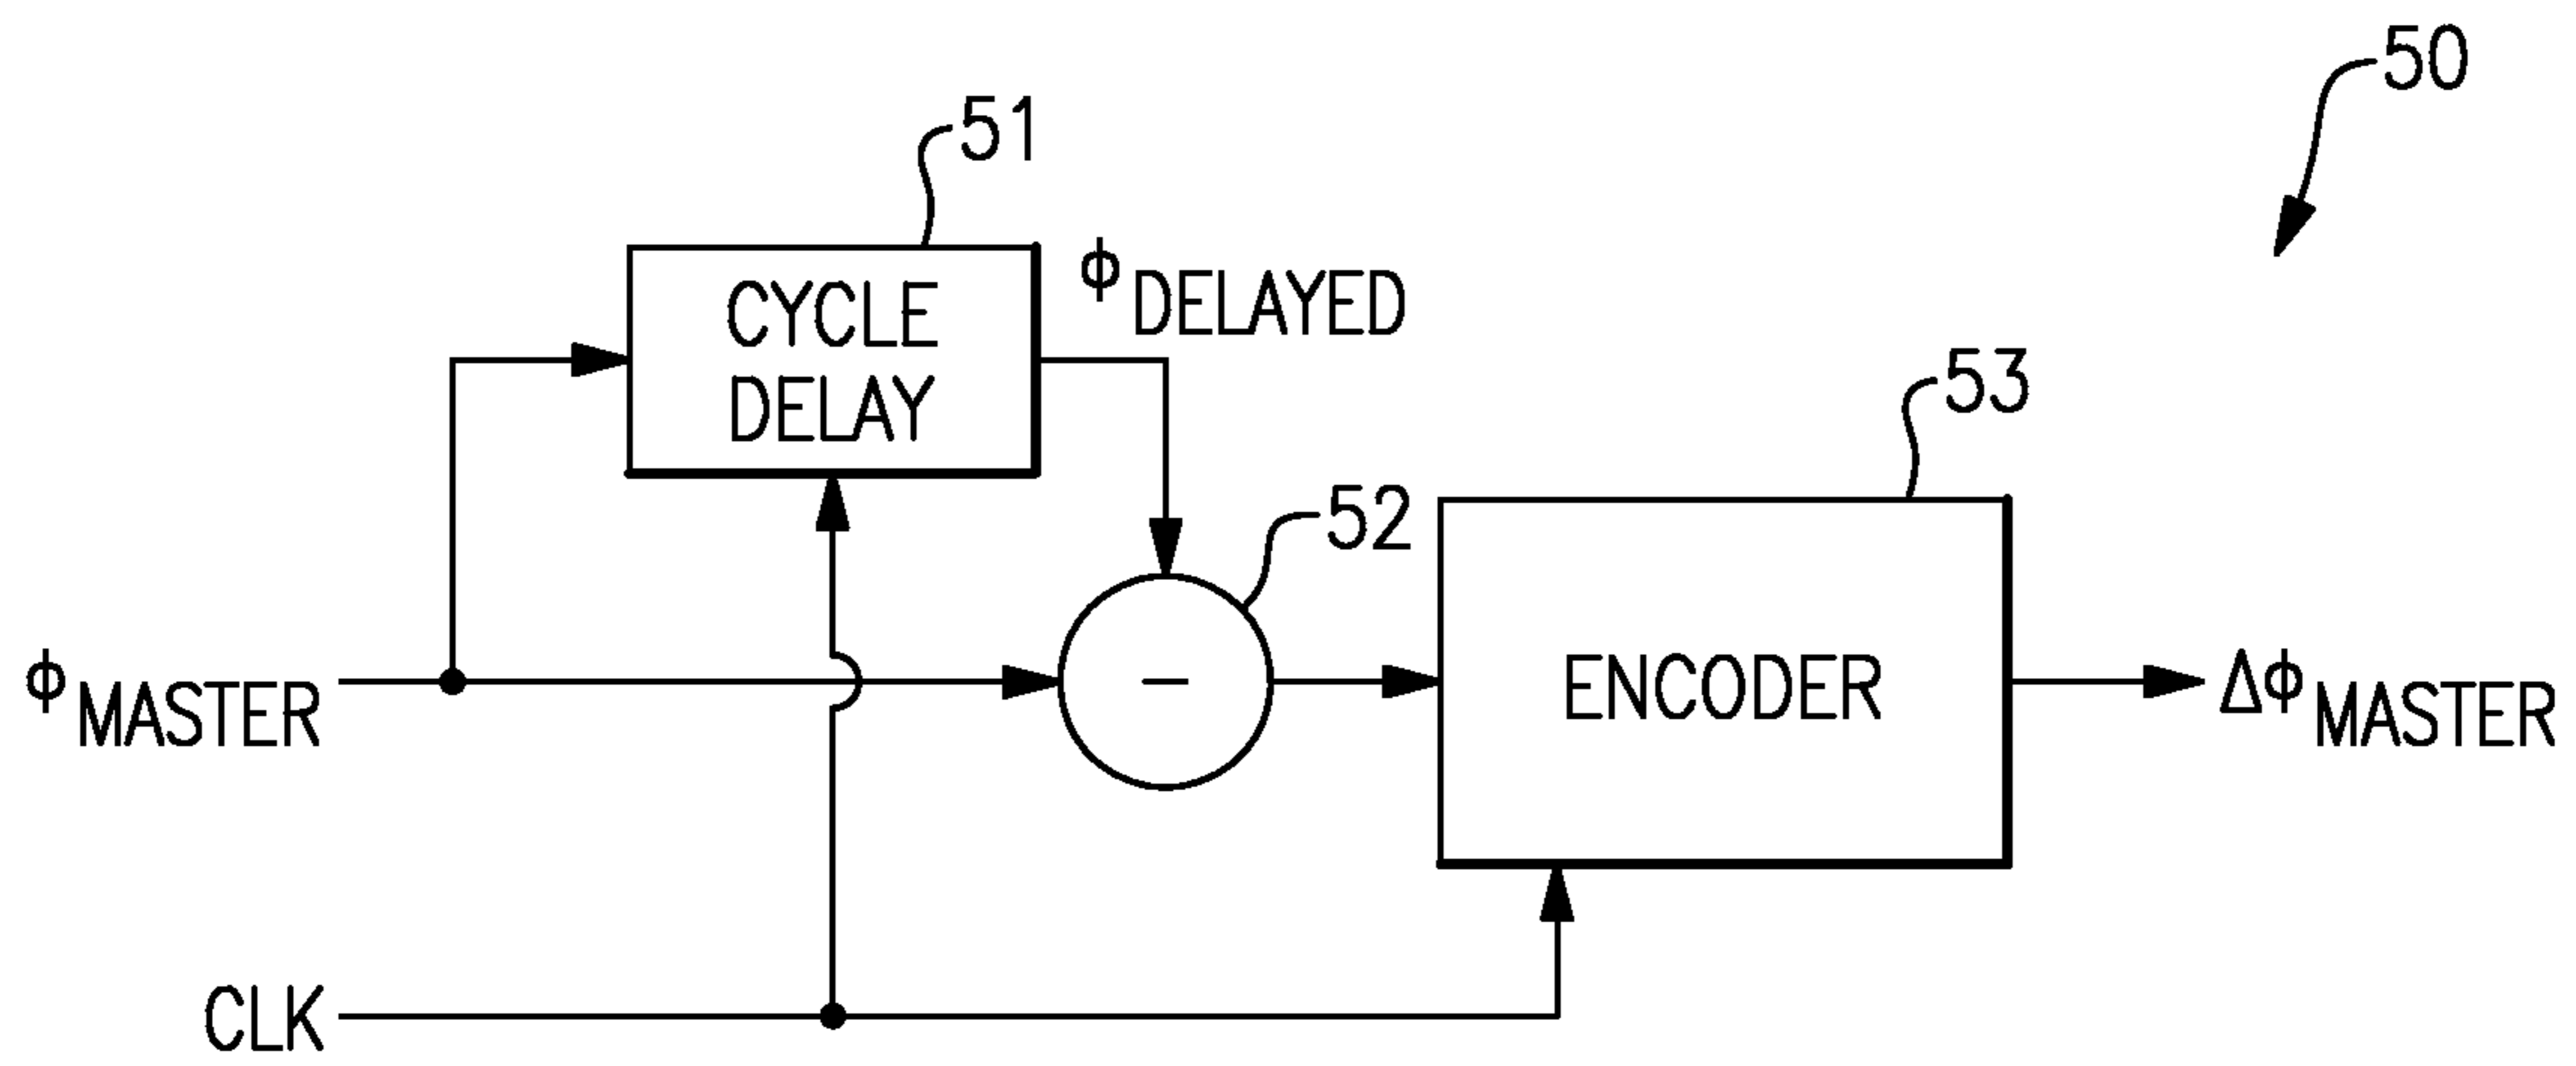 50
51
CYCLE
DELAY
ϕDELAYED
53
52
ENCODER
ϕMASTER
ΔϕMASTER
CLK